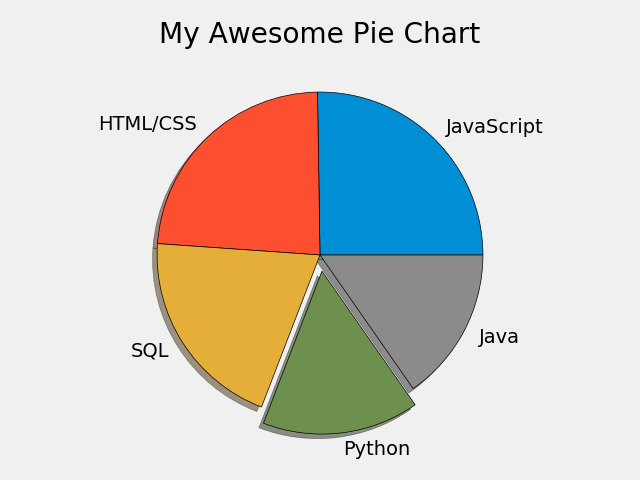 My Awesome Pie Chart
HTML/CSS
JavaScript
SQL
Java
Python